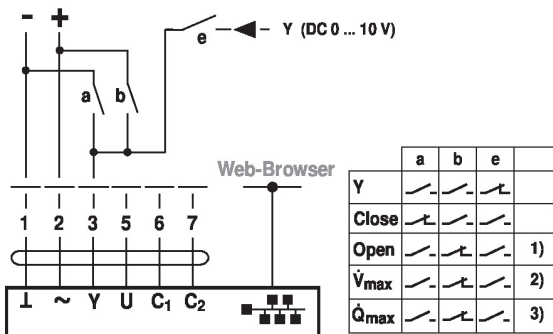 - +
e Y (DC 0 ... 10 V)
a b
Web-Browser
1 2 3 5 6 7
⊥ ~ Y U C₁ C₂
a b e
Y
Close
Open 1)
V̇max 2)
Q̇max 3)